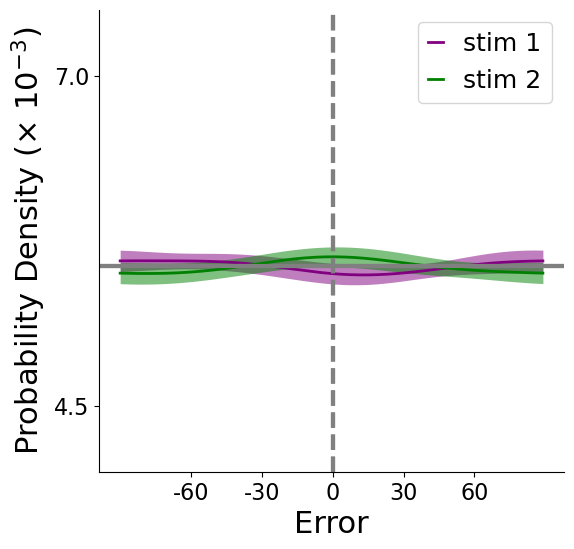 stim 1
stim 2
Probability Density (× 10⁻³)
7.0
4.5
-60 -30 0 30 60
Error